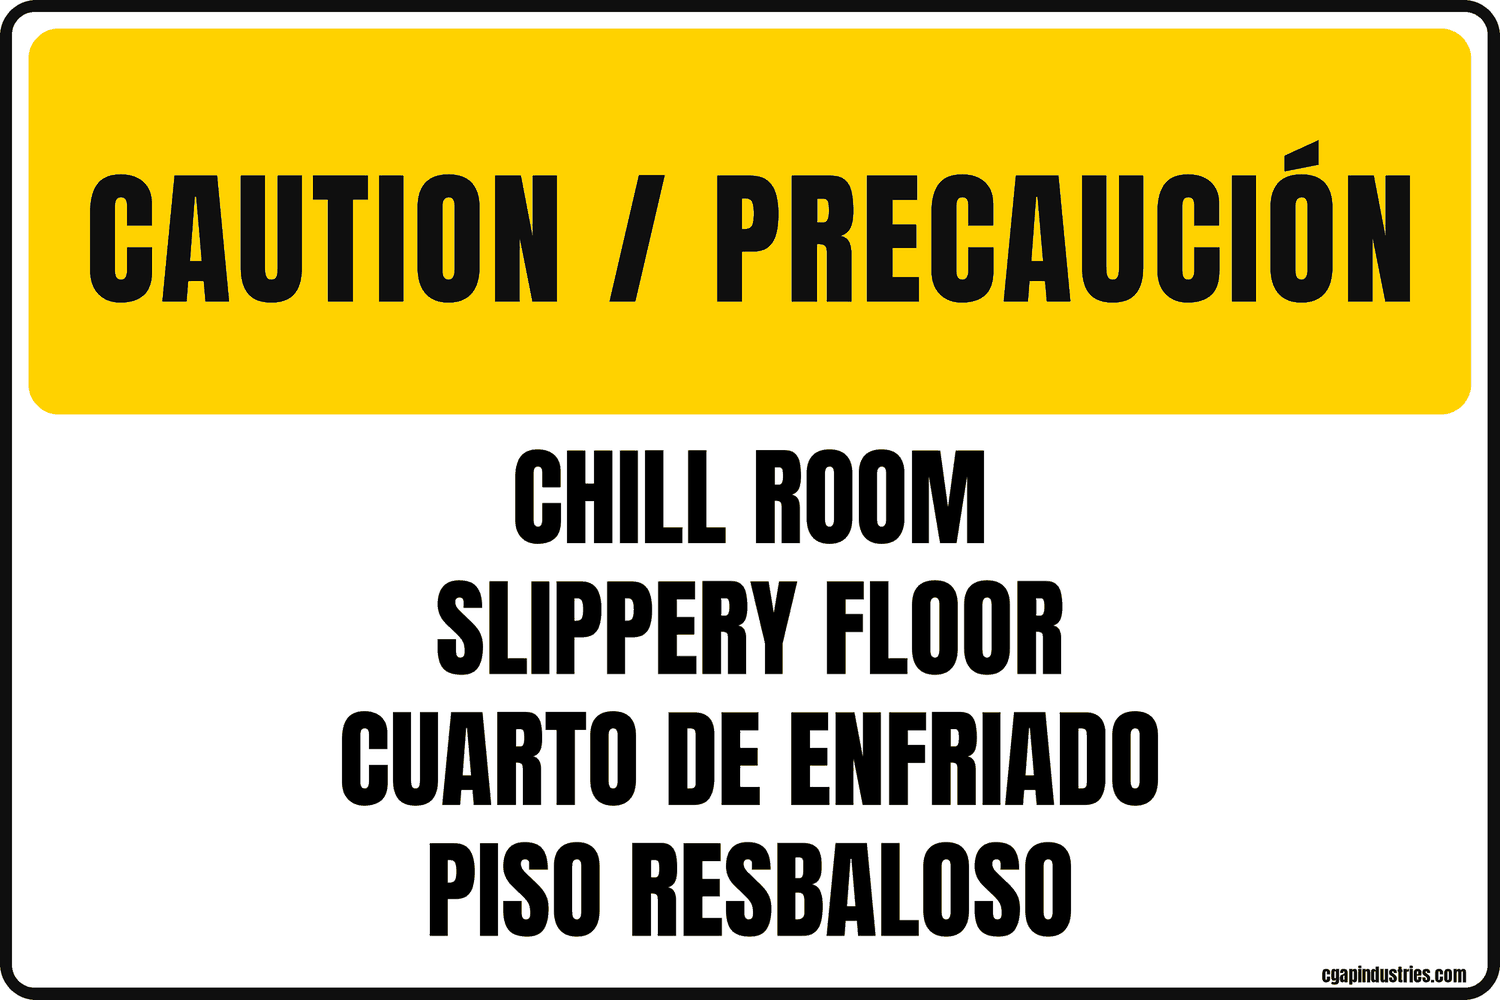 CAUTION / PRECAUCIÓN
CHILL ROOM
SLIPPERY FLOOR
CUARTO DE ENFRIADO
PISO RESBALOSO
cgapindustries.com